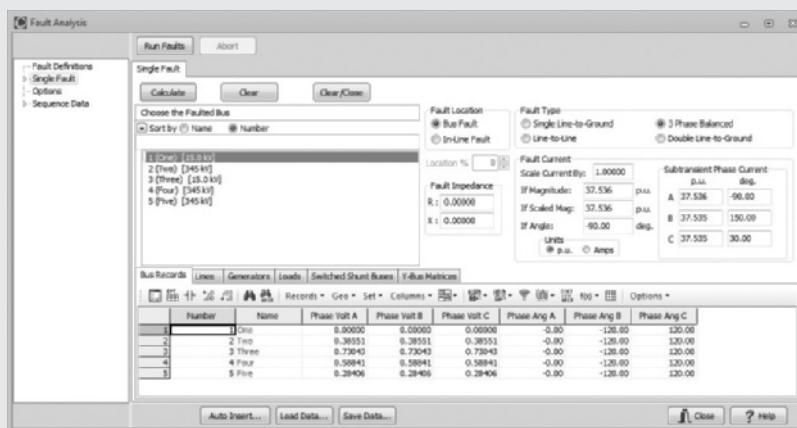 Fault Analysis
Run Faults Abort
Fault Definitions
Single Fault
Options
Sequence Data
Single Fault
Calculate Clear Clear/Close
Choose the Faulted Bus
Sort by Name Number
1 (One) [15.0 kV]
2 (Two) [345 kV]
3 (Three) [15.0 kV]
4 (Four) [345 kV]
5 (Five) [345 kV]
Fault Location
Bus Fault
In-Line Fault
Location % 0
Fault Impedance
R : 0.00000
X : 0.00000
Fault Type
Single Line-to-Ground 3 Phase Balanced
Line-to-Line Double Line-to-Ground
Fault Current
Scale Current By: 1.00000
If Magnitude: 37.536 p.u.
If Scaled Mag: 37.536 p.u.
If Angle: -90.00 deg.
Units
p.u. Amps
Subtransient Phase Current
p.u. deg.
A 37.536 -90.00
B 37.535 150.00
C 37.535 30.00
Bus Records Lines Generators Loads Switched Shunt Buses Y-Bus Matrices
Records Geo Set Columns f(x) Options
Number Name Phase Volt A Phase Volt B Phase Volt C Phase Ang A Phase Ang B Phase Ang C
1 1 One 0.00000 0.00000 0.00000 -0.00 -120.00 120.00
2 2 Two 0.38551 0.38551 0.38551 -0.00 -120.00 120.00
3 3 Three 0.73043 0.73043 0.73043 -0.00 -120.00 120.00
4 4 Four 0.58841 0.58841 0.58841 -0.00 -120.00 120.00
5 5 Five 0.28406 0.28406 0.28406 -0.00 -120.00 120.00
Auto Insert... Load Data... Save Data... Close ? Help